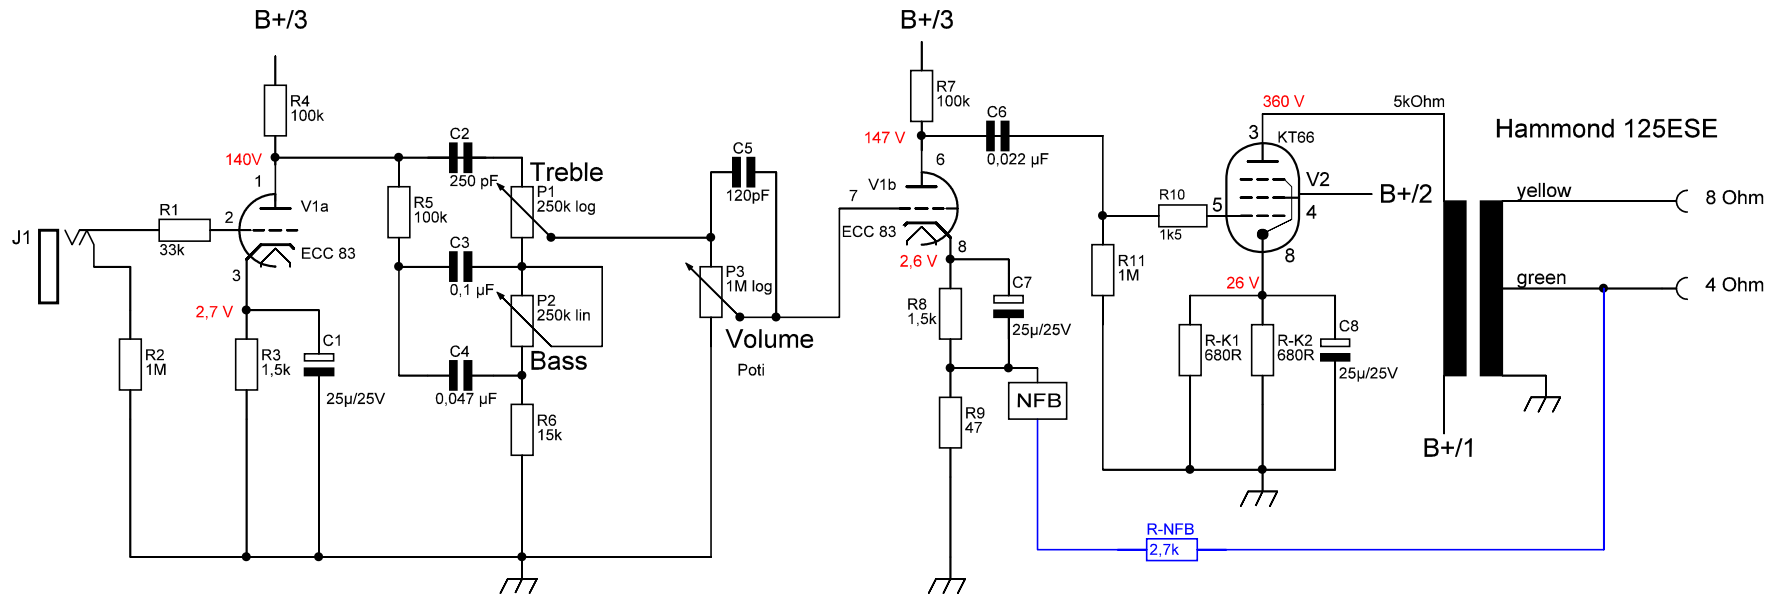 B+/3
B+/3
R4
100k
R7
100k
C2
250 pF
C5
120pF
C6
0,022 µF
360 V
5kOhm
Hammond 125ESE
140V
147 V
Treble
P1
250k log
3
KT66
1
V1a
6
V1b
7
V2
B+/2
4
yellow
8 Ohm
J1
R1
33k
2
R5
100k
R10
1k5
5
ECC 83
ECC 83
3
C3
0,1 µF
P2
250k lin
P3
1M log
8
2,6 V
R11
1M
8
26 V
green
4 Ohm
2,7 V
C7
25µ/25V
R8
1,5k
R2
1M
R3
1,5k
C1
25µ/25V
C4
0,047 µF
Bass
Volume
Poti
R-K1
680R
R-K2
680R
C8
25µ/25V
R6
15k
R9
47
NFB
B+/1
R-NFB
2,7k